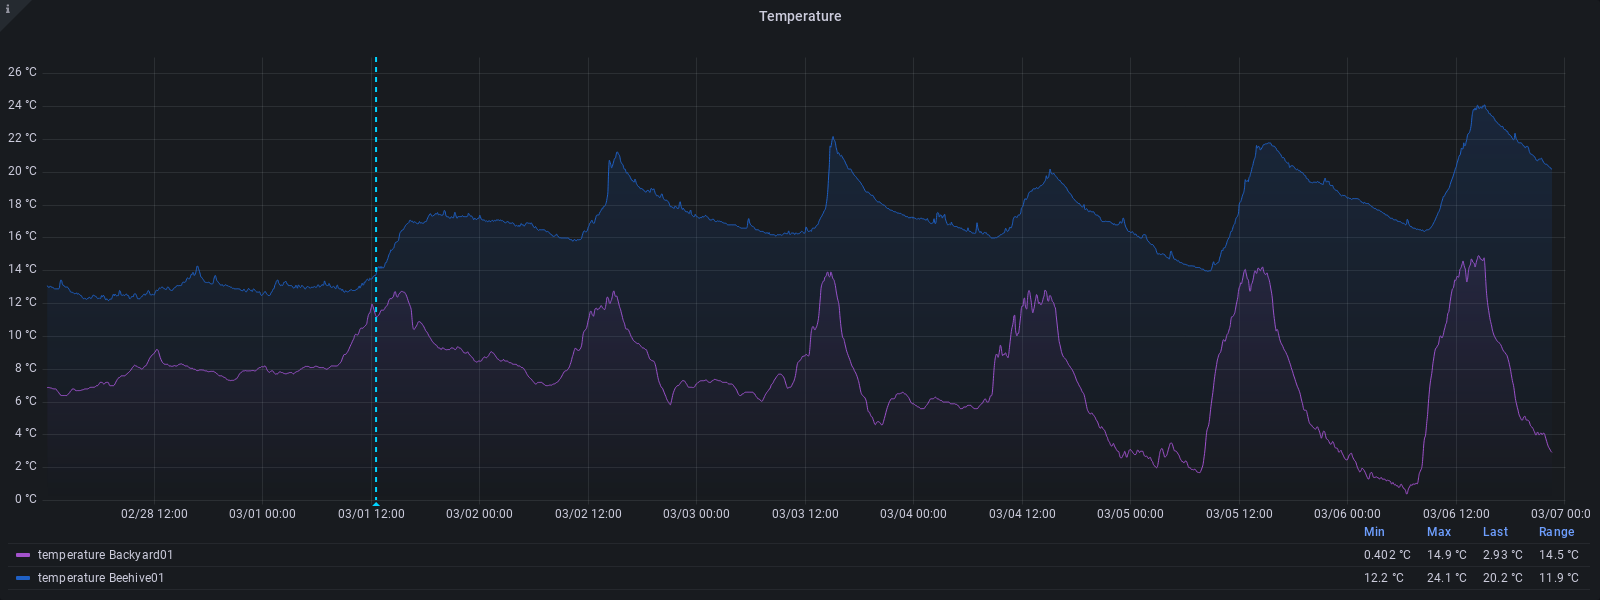 i
Temperature
26 °C
24 °C
22 °C
20 °C
18 °C
16 °C
14 °C
12 °C
10 °C
8 °C
6 °C
4 °C
2 °C
0 °C
02/28 12:00 03/01 00:00 03/01 12:00 03/02 00:00 03/02 12:00 03/03 00:00 03/03 12:00 03/04 00:00 03/04 12:00 03/05 00:00 03/05 12:00 03/06 00:00 03/06 12:00 03/07 00:0
Min Max Last Range
temperature Backyard01 0.402 °C 14.9 °C 2.93 °C 14.5 °C
temperature Beehive01 12.2 °C 24.1 °C 20.2 °C 11.9 °C